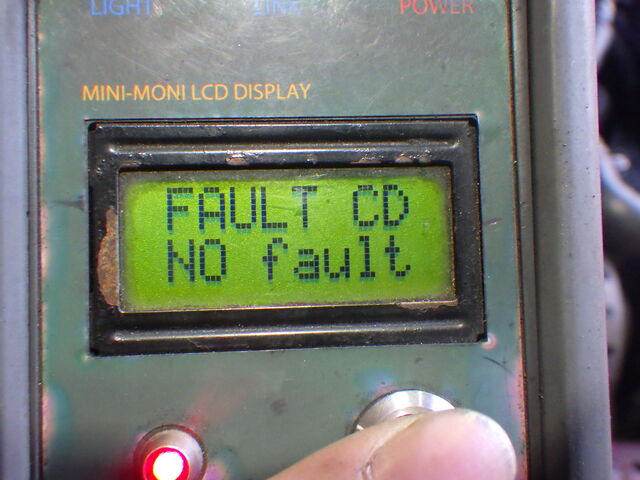 LIGHT LINE POWER
MINI-MONI LCD DISPLAY
FAULT CD
NO fault